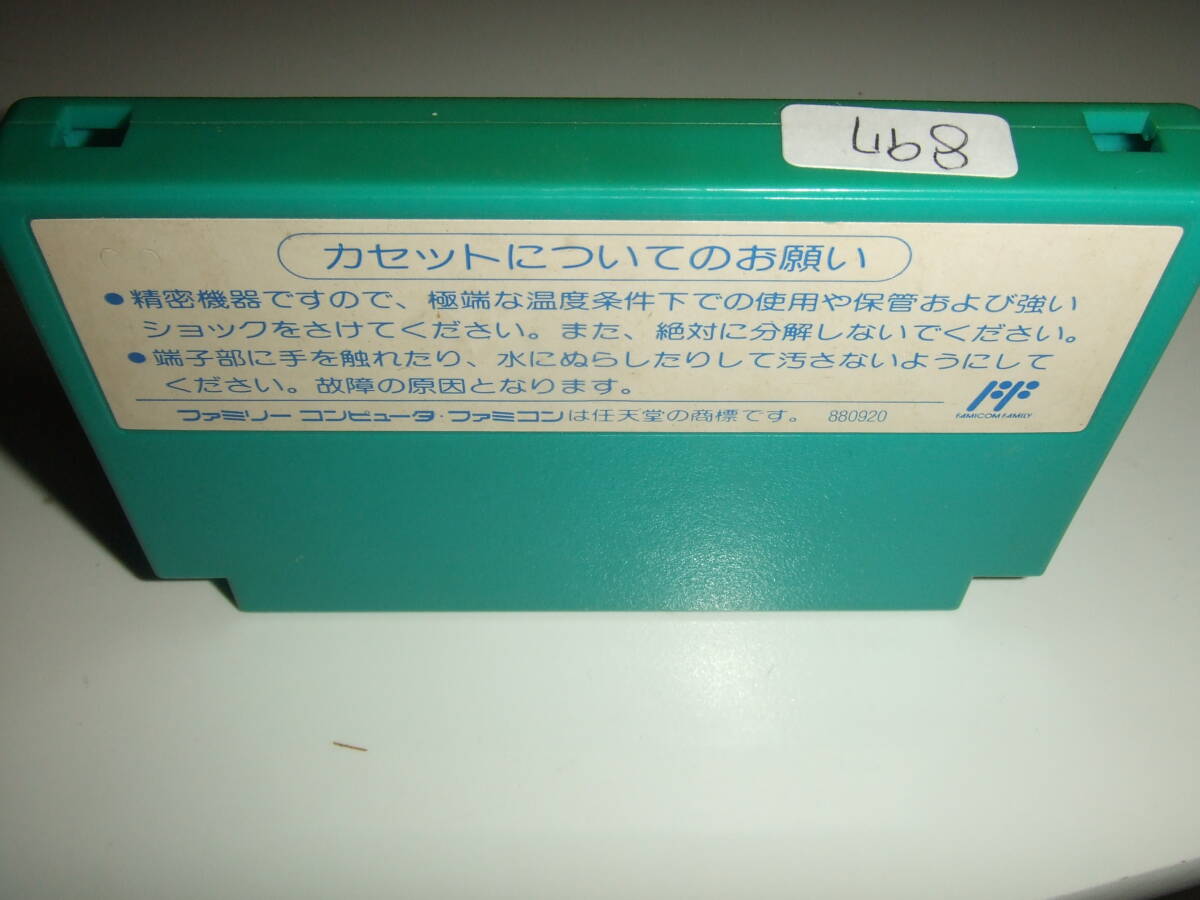 897
カセットについてのお願い
●精密機器ですので、極端な温度条件下での使用や保管および強い
ショックをさけてください。また、絶対に分解しないでください。
●端子部に手を触れたり、水にぬらしたりして汚さないようにして
ください。故障の原因となります。
FAMICOM FAMILY
ファミリー コンピュータ・ファミコンは任天堂の商標です。 880920